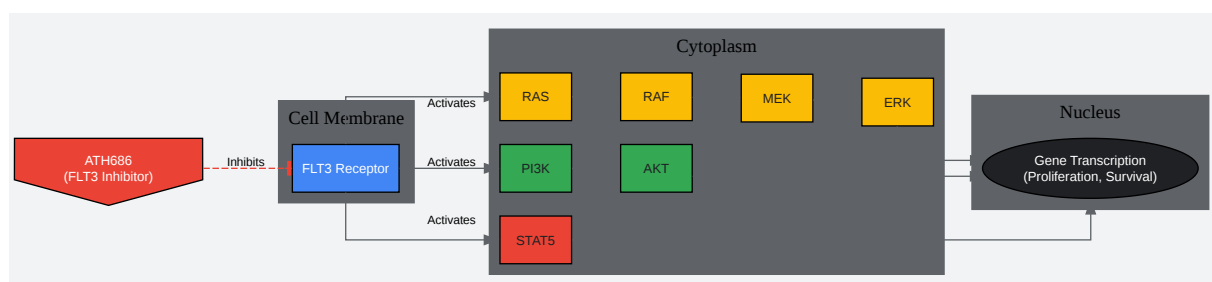 Cytoplasm
RAS
RAF
MEK
ERK
Activates
Cell Membrane
Nucleus
ATH686
(FLT3 Inhibitor)
Inhibits
FLT3 Receptor
Activates
PI3K
AKT
Gene Transcription
(Proliferation, Survival)
Activates
STAT5